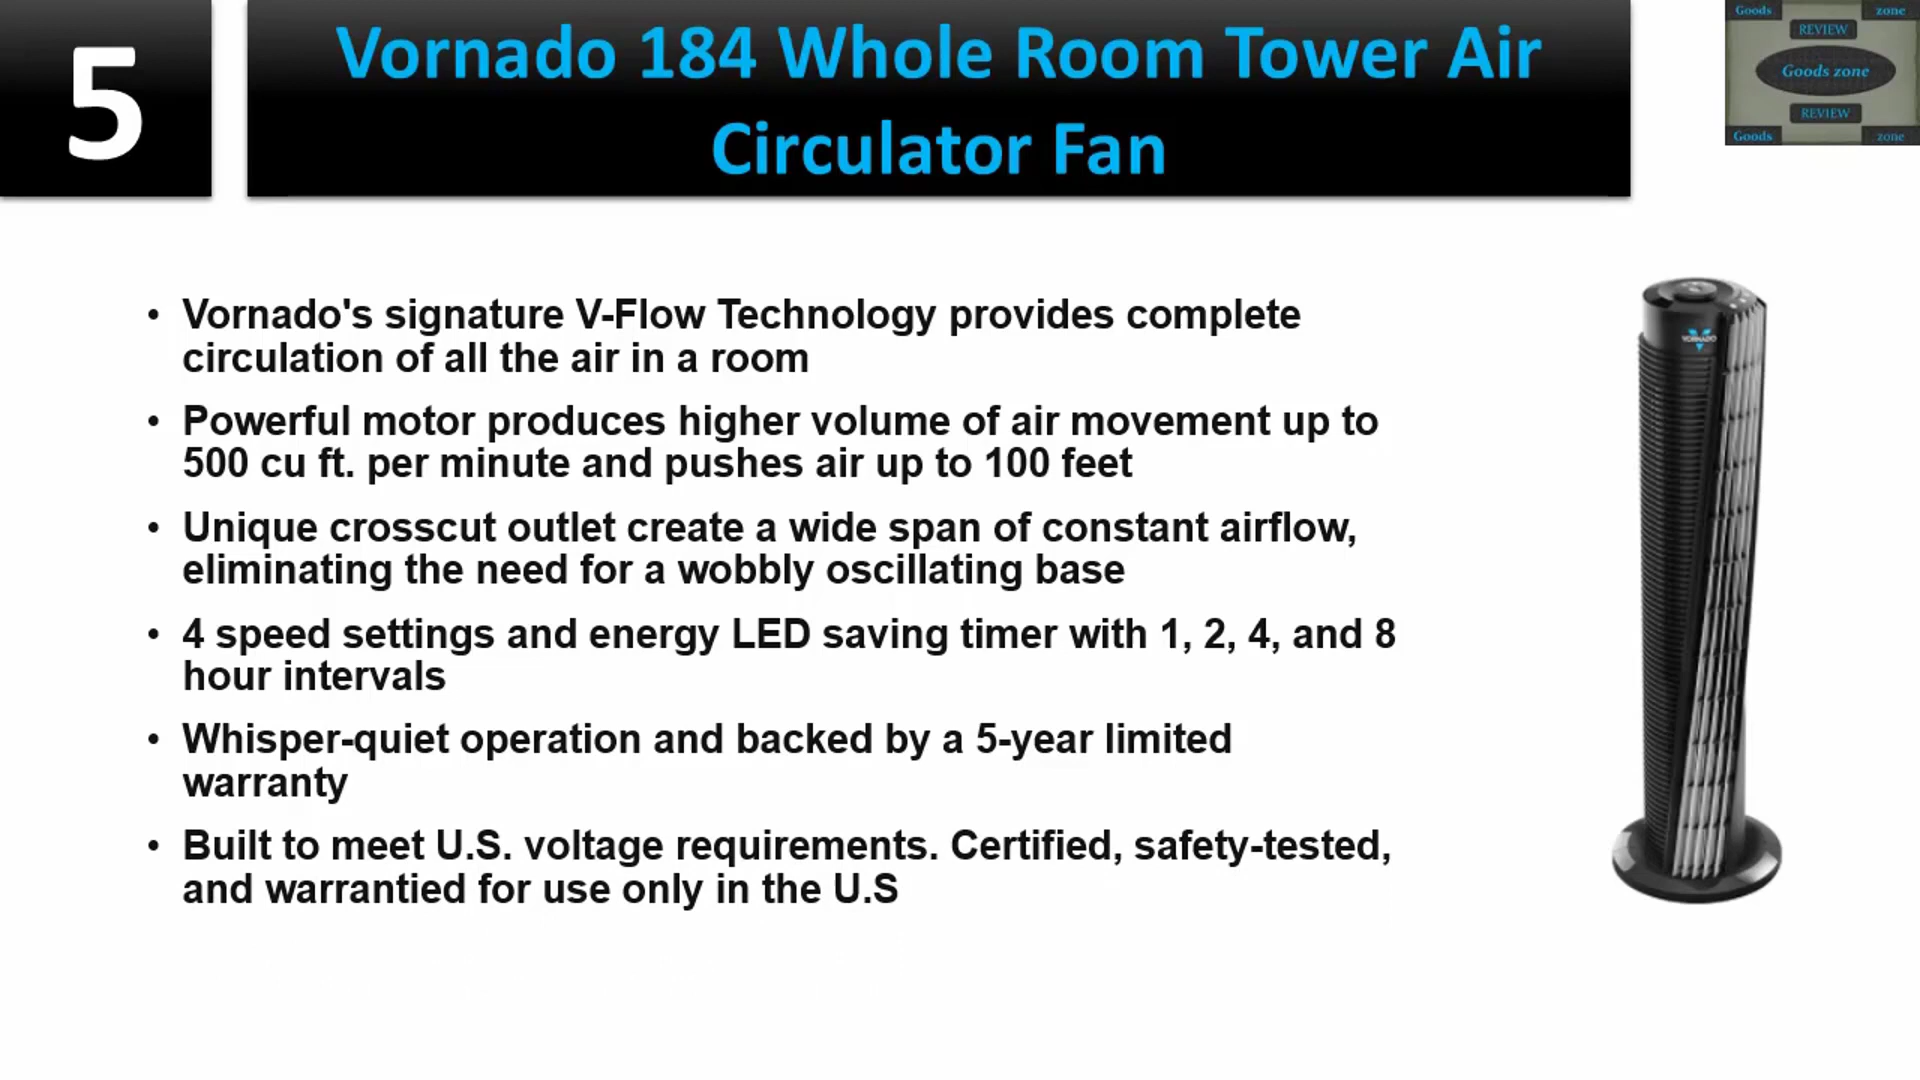 5
Vornado 184 Whole Room Tower Air
Circulator Fan
Goods zone
REVIEW
Goods zone
REVIEW
Goods zone
• Vornado's signature V-Flow Technology provides complete
circulation of all the air in a room
• Powerful motor produces higher volume of air movement up to
500 cu ft. per minute and pushes air up to 100 feet
• Unique crosscut outlet create a wide span of constant airflow,
eliminating the need for a wobbly oscillating base
• 4 speed settings and energy LED saving timer with 1, 2, 4, and 8
hour intervals
• Whisper-quiet operation and backed by a 5-year limited
warranty
• Built to meet U.S. voltage requirements. Certified, safety-tested,
and warrantied for use only in the U.S
VORNADO